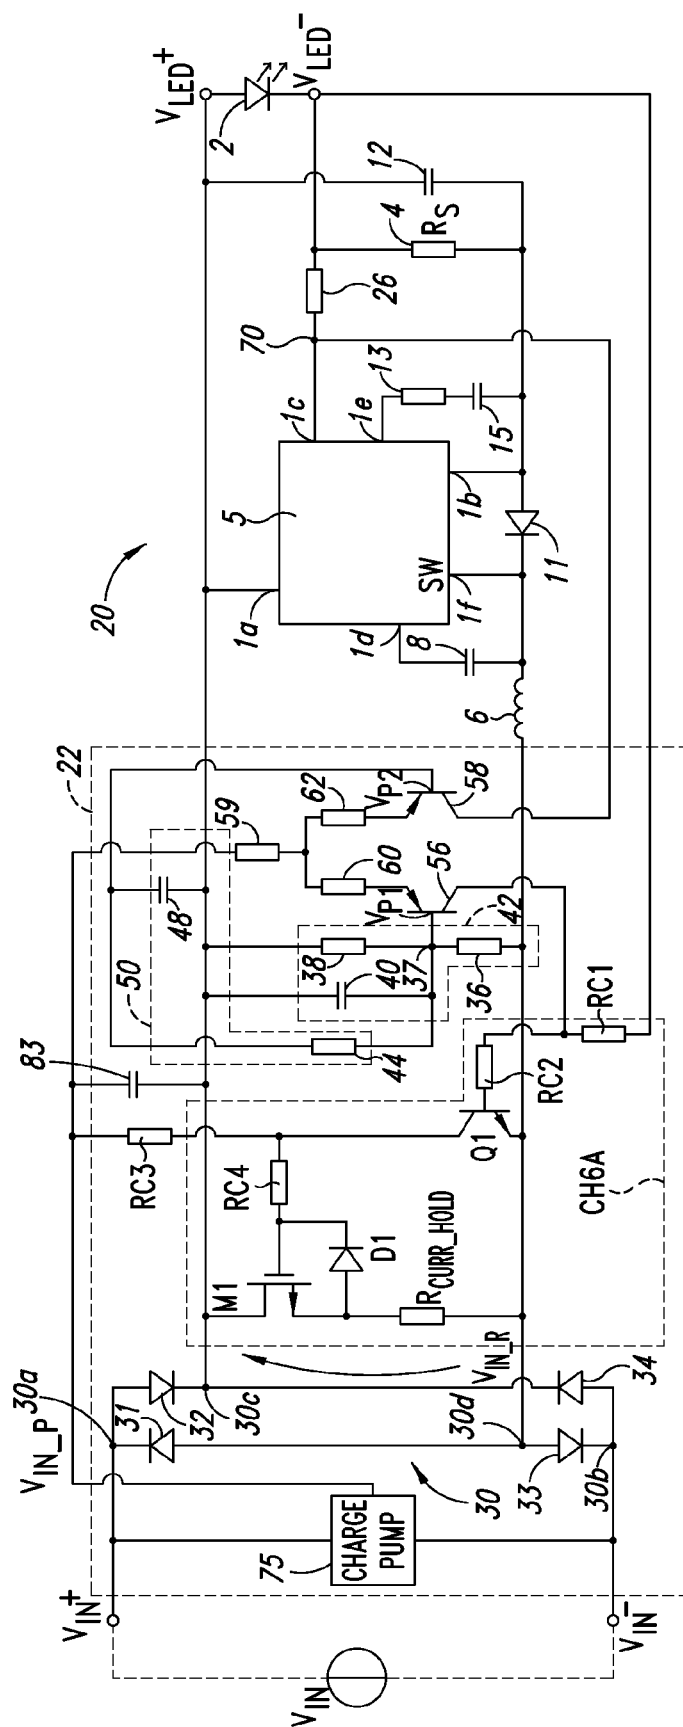 20
22
V_LED^+
V_LED^-
2
12
4
R_S
26
70
1c
1e
13
15
5
1a
1d
SW
1f
1b
8
11
6
59
62
V_P2
58
60
V_P1
56
42
48
50
38
40
37
36
44
83
RC3
RC4
M1
D1
R_CURR_HOLD
Q1
RC2
RC1
CH6A
V_IN_R
V_IN_P
30a
31
32
30c
30d
34
33
30b
30
CHARGE
PUMP
75
V_IN^+
V_IN
V_IN^-